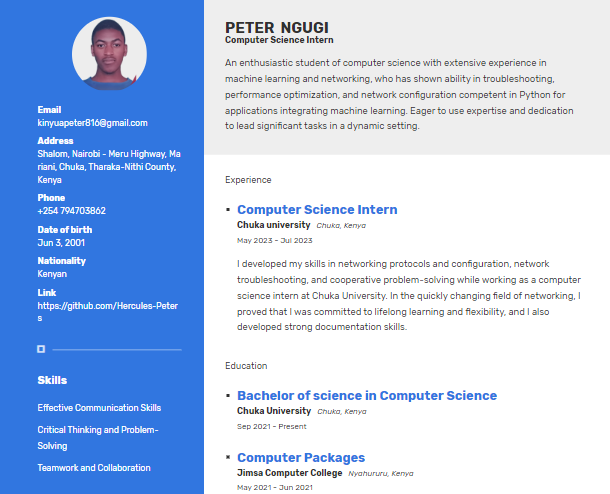 Email
kinyuapeter816@gmail.com
Address
Shalom, Nairobi - Meru Highway, Ma
riani, Chuka, Tharaka-Nithi County,
Kenya
Phone
+254 794703862
Date of birth
Jun 3, 2001
Nationality
Kenyan
Link
https://github.com/Hercules-Peter
s
Skills
Effective Communication Skills
Critical Thinking and Problem-
Solving
Teamwork and Collaboration
PETER NGUGI
Computer Science Intern
An enthusiastic student of computer science with extensive experience in
machine learning and networking, who has shown ability in troubleshooting,
performance optimization, and network configuration competent in Python for
applications integrating machine learning. Eager to use expertise and dedication
to lead significant tasks in a dynamic setting.
Experience
Computer Science Intern
Chuka university Chuka, Kenya
May 2023 - Jul 2023
I developed my skills in networking protocols and configuration, network
troubleshooting, and cooperative problem-solving while working as a computer
science intern at Chuka University. In the quickly changing field of networking, I
proved that I was committed to lifelong learning and flexibility, and I also
developed strong documentation skills.
Education
Bachelor of science in Computer Science
Chuka University Chuka, Kenya
Sep 2021 - Present
Computer Packages
Jimsa Computer College Nyahururu, Kenya
May 2021 - Jun 2021